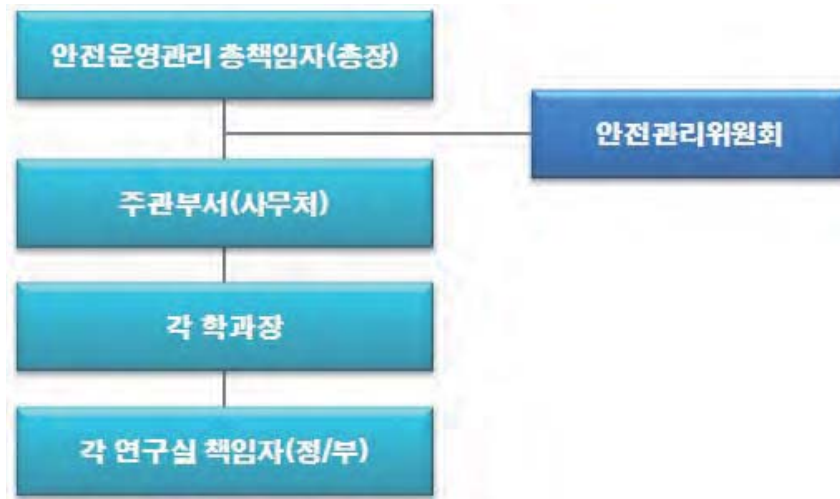 안전운영관리 총책임자(총장)
안전관리위원회
주관부서(사무처)
각 학과장
각 연구실 책임자(정/부)